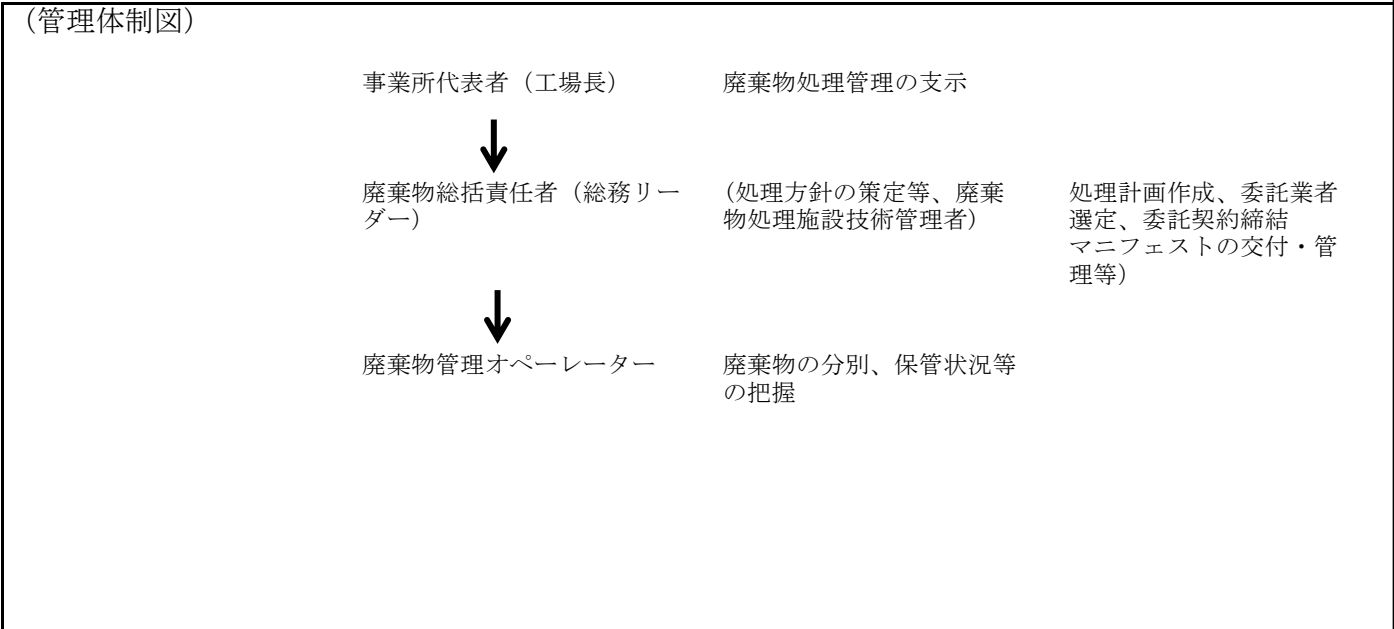 （管理体制図）
事業所代表者（工場長）
廃棄物処理管理の支示
廃棄物総括責任者（総務リー
ダー）
（処理方針の策定等、廃棄
物処理施設技術管理者）
処理計画作成、委託業者
選定、委託契約締結
マニフェストの交付・管
理等）
廃棄物管理オペーレーター
廃棄物の分別、保管状況等
の把握